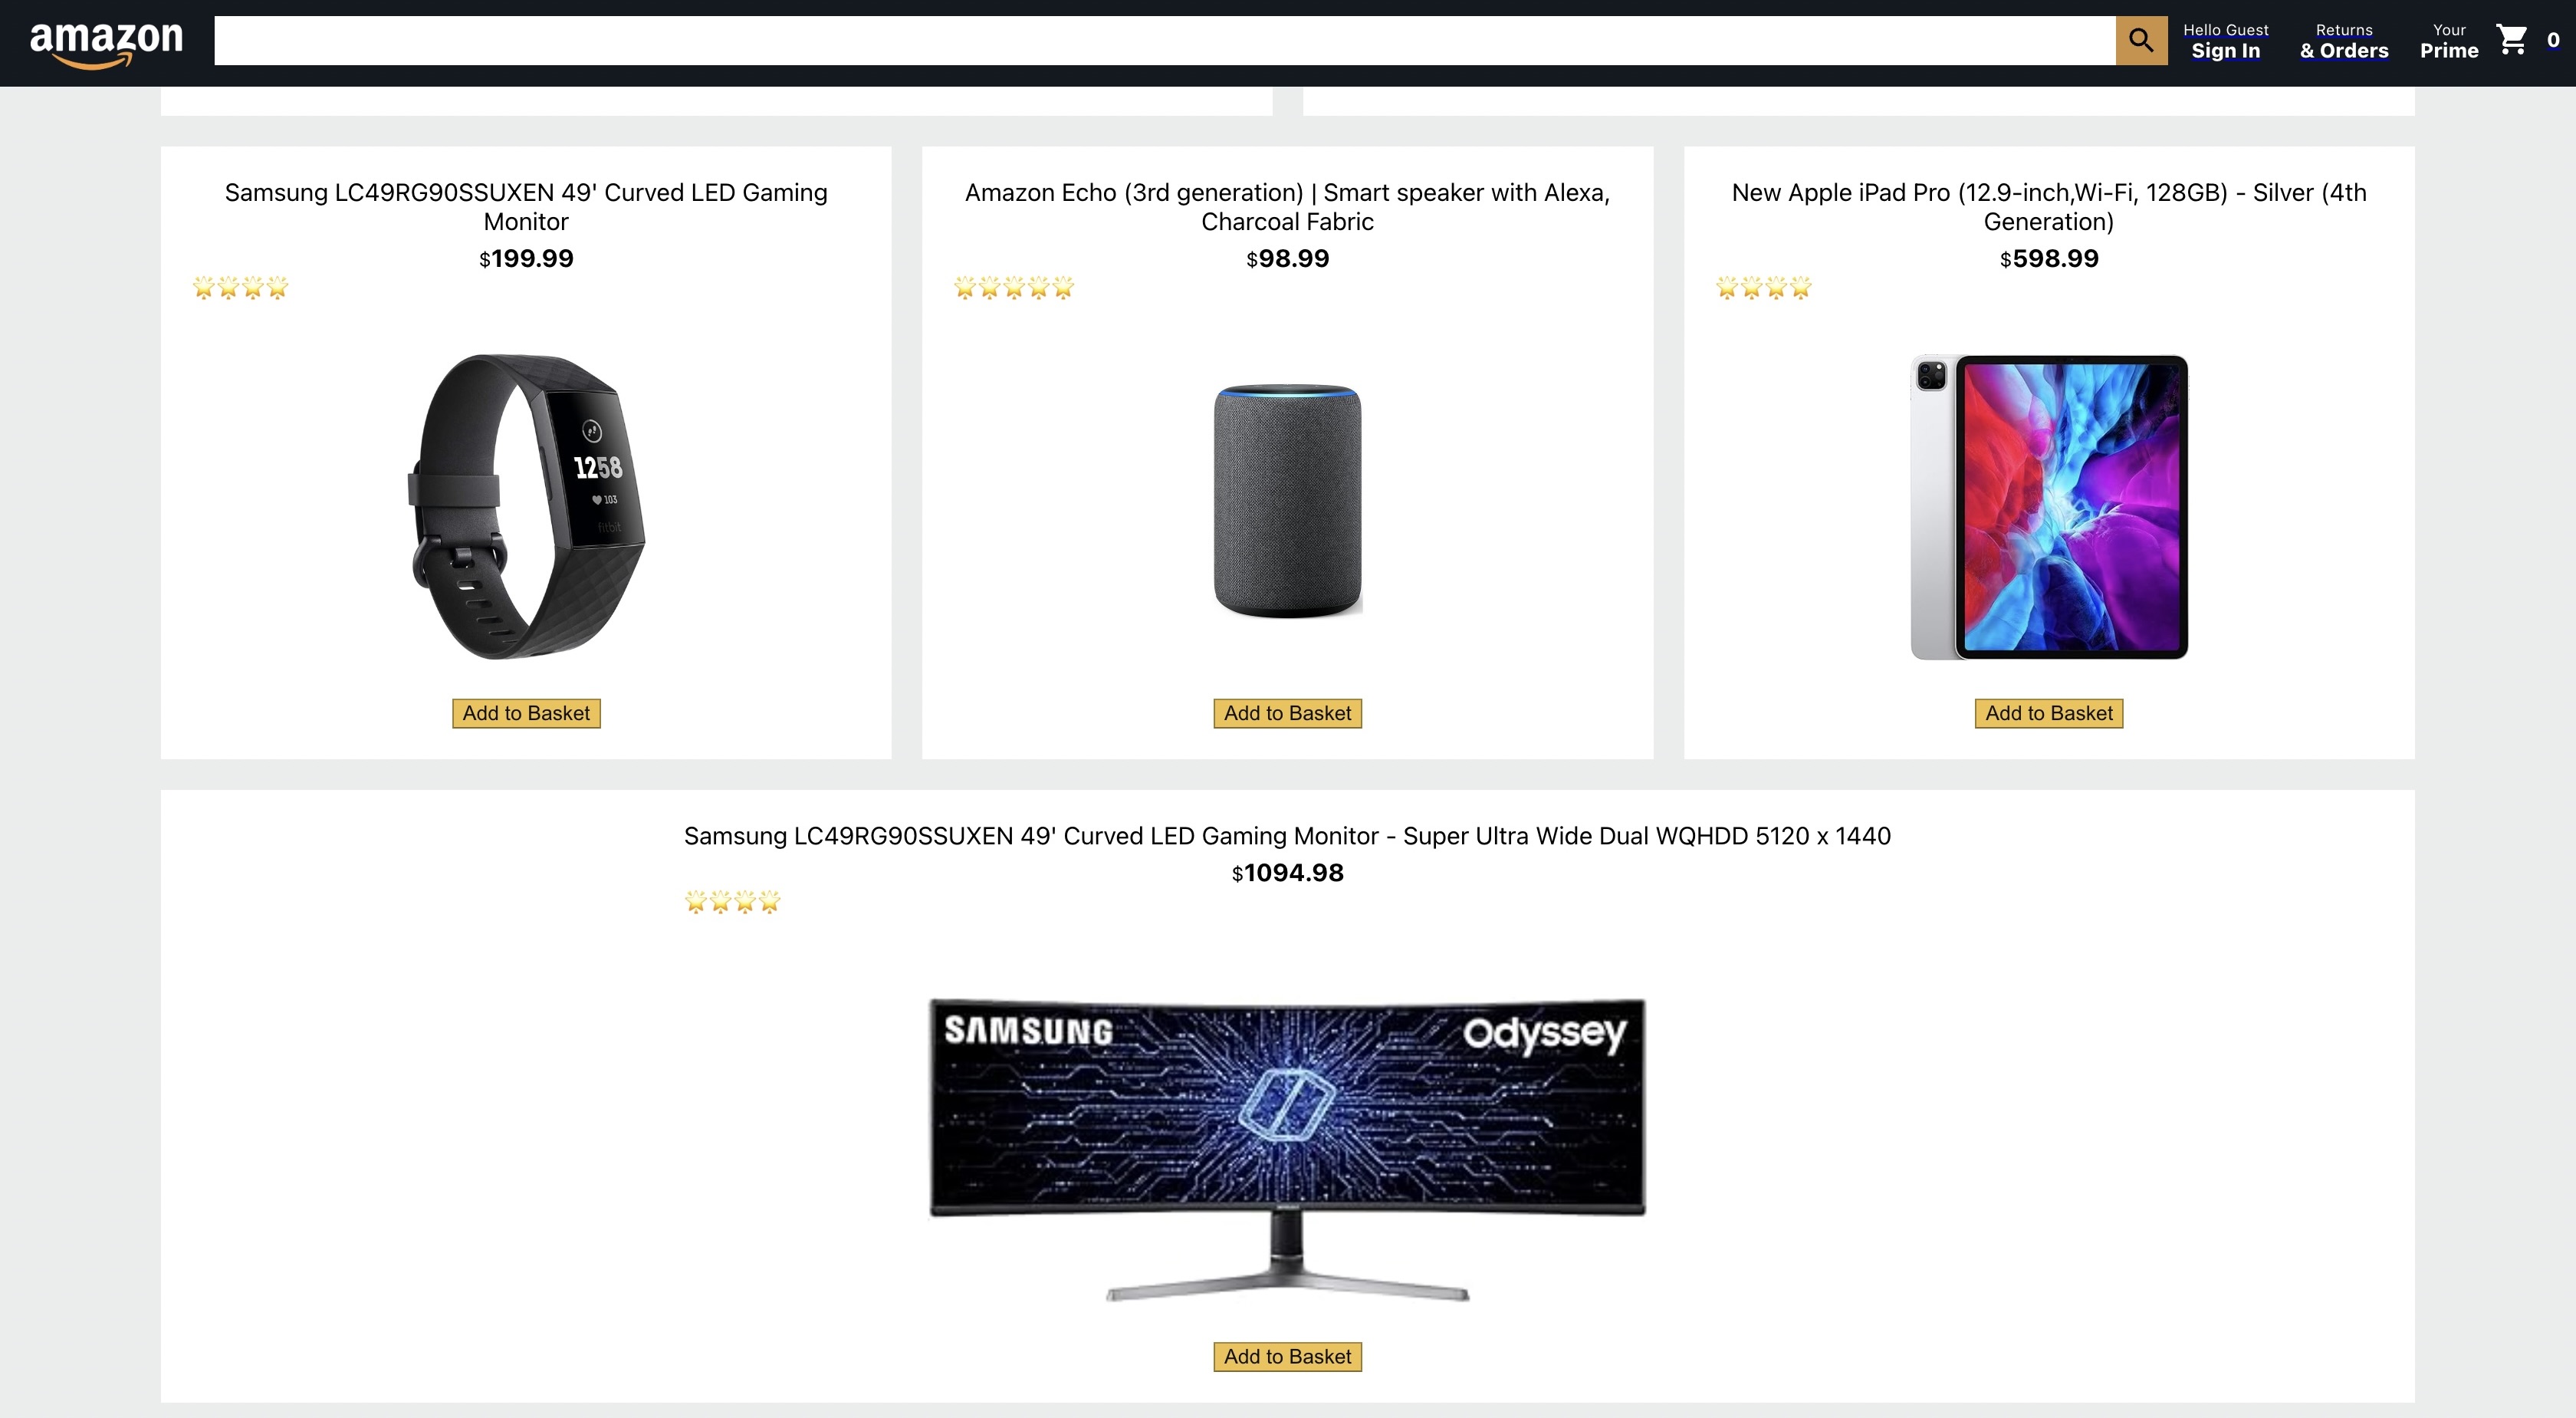 amazon
Hello Guest
Sign In
Returns
& Orders
Your
Prime
0
Samsung LC49RG90SSUXEN 49' Curved LED Gaming
Monitor
$199.99
1258
103
fitbit
Add to Basket
Amazon Echo (3rd generation) | Smart speaker with Alexa,
Charcoal Fabric
$98.99
Add to Basket
New Apple iPad Pro (12.9-inch,Wi-Fi, 128GB) - Silver (4th
Generation)
$598.99
Add to Basket
Samsung LC49RG90SSUXEN 49' Curved LED Gaming Monitor - Super Ultra Wide Dual WQHDD 5120 x 1440
$1094.98
SAMSUNG
Odyssey
Add to Basket